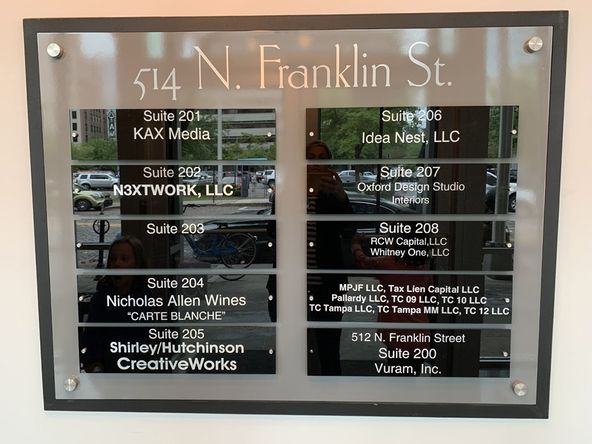 514 N. Franklin St.
Suite 201
KAX Media
Suite 202
N3XTWORK, LLC
Suite 203
Suite 204
Nicholas Allen Wines
“CARTE BLANCHE”
Suite 205
Shirley/Hutchinson
CreativeWorks
Suite 206
Idea Nest, LLC
Suite 207
Oxford Design Studio
Interiors
Suite 208
RCW Capital,LLC
Whitney One, LLC
MPJF LLC, Tax Lien Capital LLC
Pallardy LLC, TC 09 LLC, TC 10 LLC
TC Tampa LLC, TC Tampa MM LLC, TC 12 LLC
512 N. Franklin Street
Suite 200
Vuram, Inc.